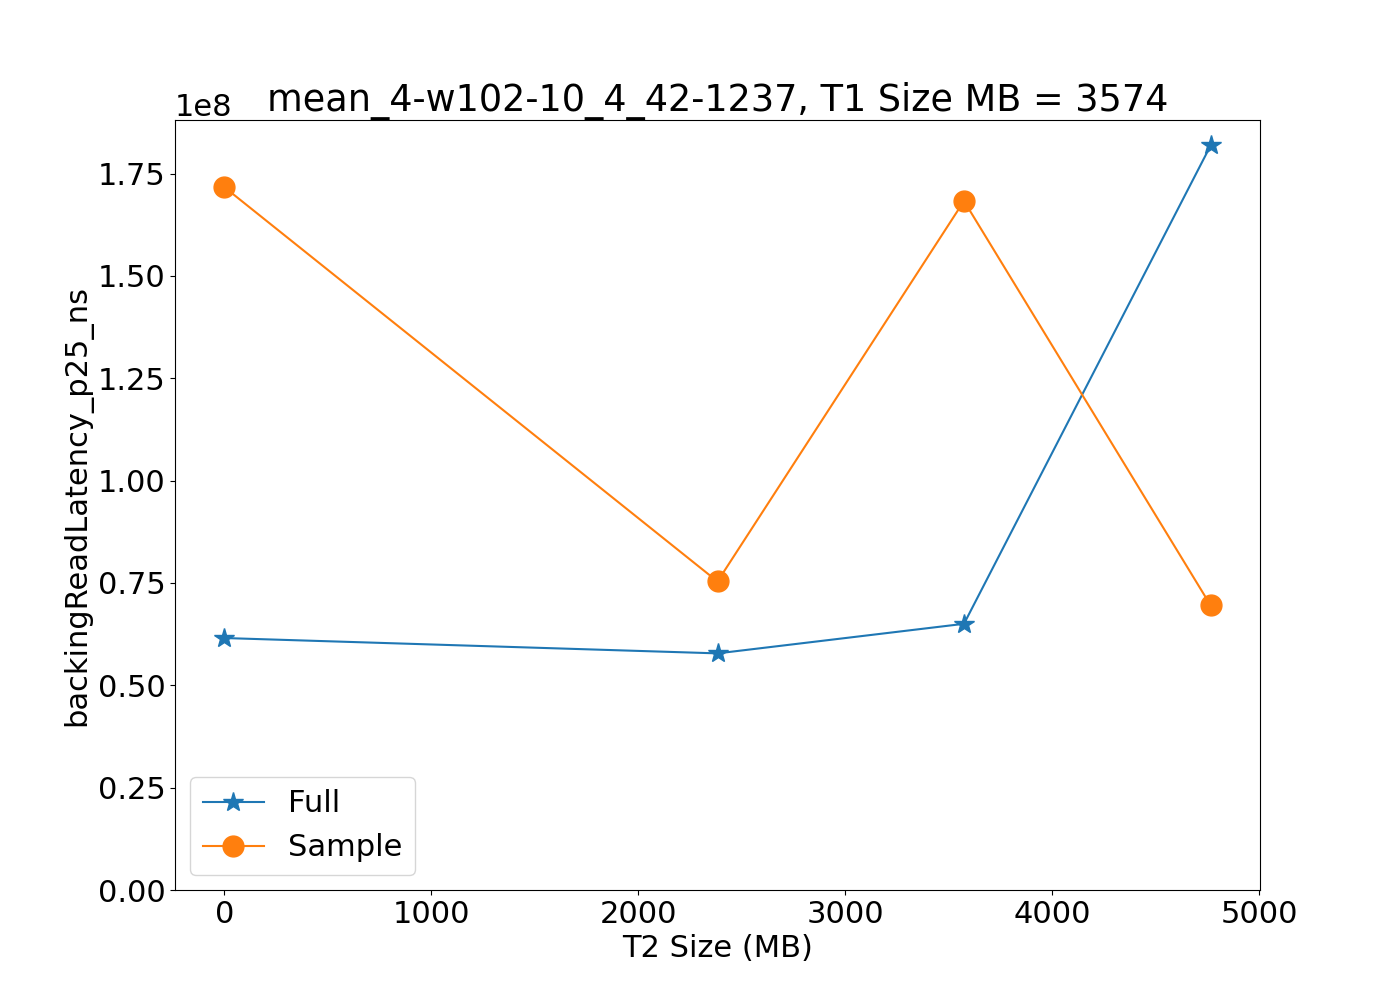 1e8
mean_4-w102-10_4_42-1237, T1 Size MB = 3574
1.75
1.50
1.25
1.00
0.75
0.50
0.25
0.00
backingReadLatency_p25_ns
Full
Sample
0 1000 2000 3000 4000 5000
T2 Size (MB)